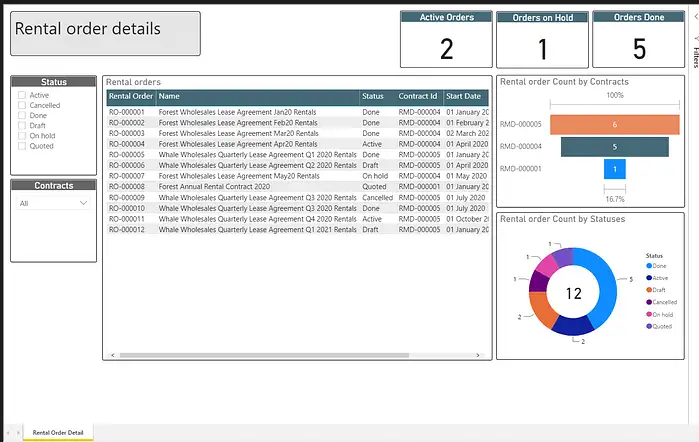 Rental order details
Active Orders
2
Orders on Hold
1
Orders Done
5
Filters
Status
Active
Cancelled
Done
Draft
On hold
Quoted
Contracts
All
Rental orders
Rental Order Name Status Contract Id Start Date
RO-000001 Forest Wholesales Lease Agreement Jan20 Rentals Done RMD-000004 01 January 20
RO-000002 Forest Wholesales Lease Agreement Feb20 Rentals Done RMD-000004 01 February
RO-000003 Forest Wholesales Lease Agreement Mar20 Rentals Done RMD-000004 02 March 202
RO-000004 Forest Wholesales Lease Agreement Apr20 Rentals Active RMD-000004 01 April 2020
RO-000005 Whale Wholesales Quarterly Lease Agreement Q1 2020 Rentals Done RMD-000005 01 January 20
RO-000006 Whale Wholesales Quarterly Lease Agreement Q2 2020 Rentals Draft RMD-000005 01 April 2020
RO-000007 Forest Wholesales Lease Agreement May20 Rentals On hold RMD-000004 01 May 2020
RO-000008 Forest Annual Rental Contract 2020 Quoted RMD-000001 01 January 20
RO-000009 Whale Wholesales Quarterly Lease Agreement Q3 2020 Rentals Cancelled RMD-000005 01 July 2020
RO-000010 Whale Wholesales Quarterly Lease Agreement Q3 2020 Rentals Done RMD-000005 01 July 2020
RO-000011 Whale Wholesales Quarterly Lease Agreement Q4 2020 Rentals Active RMD-000005 01 October 2
RO-000012 Whale Wholesales Quarterly Lease Agreement Q1 2021 Rentals Draft RMD-000005 01 January 20
Rental order Count by Contracts
100%
RMD-000005 6
RMD-000004 5
RMD-000001 1
16.7%
Rental order Count by Statuses
1
1
1
2
2
5
12
Status
Done
Active
Draft
Cancelled
On hold
Quoted
Rental Order Detail